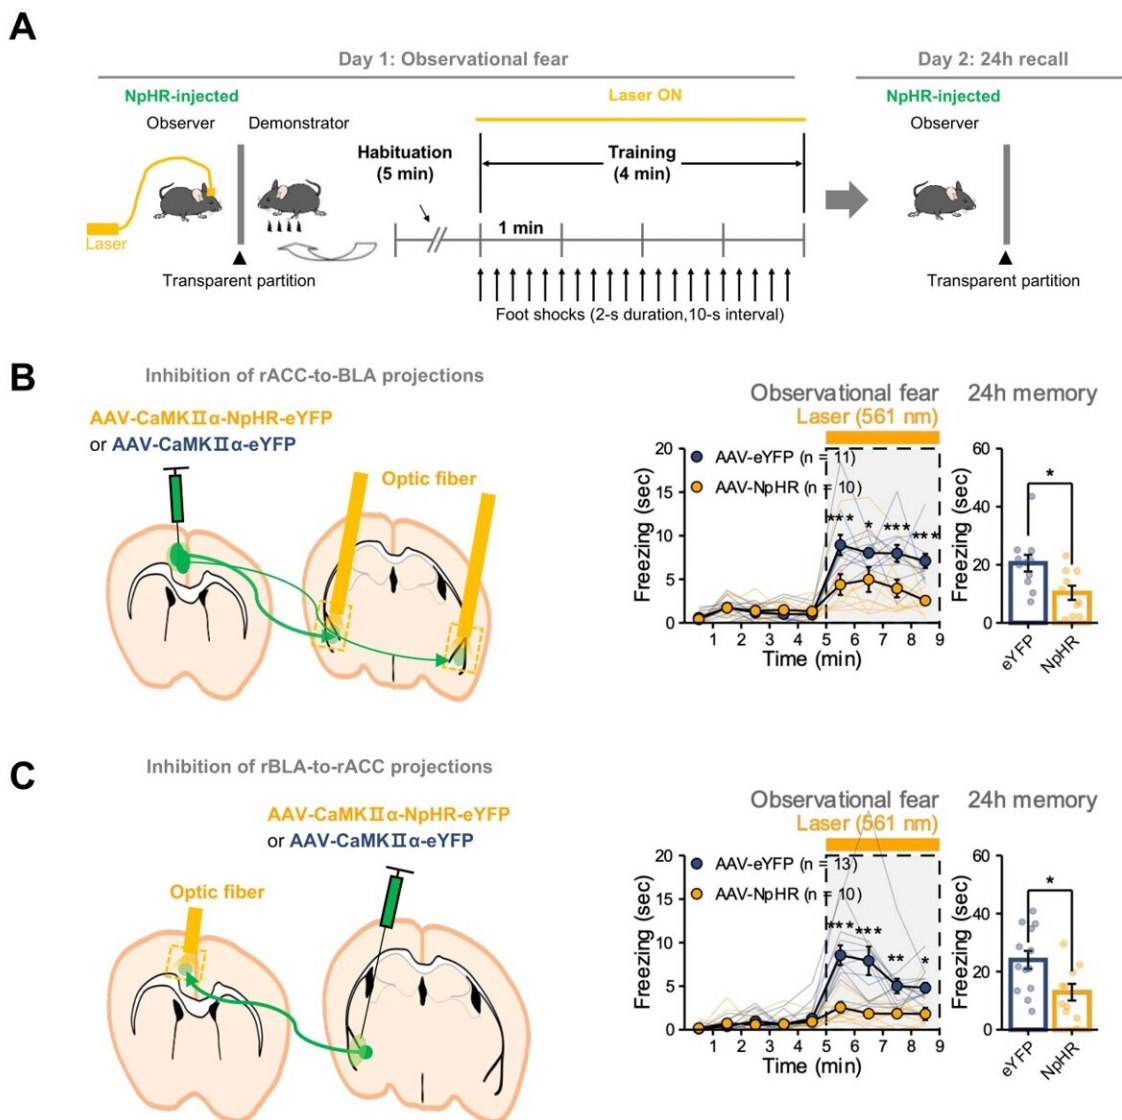 A
Day 1: Observational fear
Day 2: 24h recall
NpHR-injected
Observer
Demonstrator
Laser
Transparent partition
Habituation
(5 min)
Laser ON
Training
(4 min)
1 min
Foot shocks (2-s duration,10-s interval)
NpHR-injected
Observer
Transparent partition
B
Inhibition of rACC-to-BLA projections
AAV-CaMKⅡα-NpHR-eYFP
or AAV-CaMKⅡα-eYFP
Optic fiber
Observational fear
Laser (561 nm)
AAV-eYFP (n = 11)
AAV-NpHR (n = 10)
Freezing (sec)
20
15
10
5
0
*** * *** ***
1 2 3 4 5 6 7 8 9
Time (min)
24h memory
Freezing (sec)
60
40
20
0
*
eYFP
NpHR
C
Inhibition of rBLA-to-rACC projections
AAV-CaMKⅡα-NpHR-eYFP
or AAV-CaMKⅡα-eYFP
Optic fiber
Observational fear
Laser (561 nm)
AAV-eYFP (n = 13)
AAV-NpHR (n = 10)
Freezing (sec)
20
15
10
5
0
*** *** ** *
1 2 3 4 5 6 7 8 9
Time (min)
24h memory
Freezing (sec)
60
40
20
0
*
eYFP
NpHR